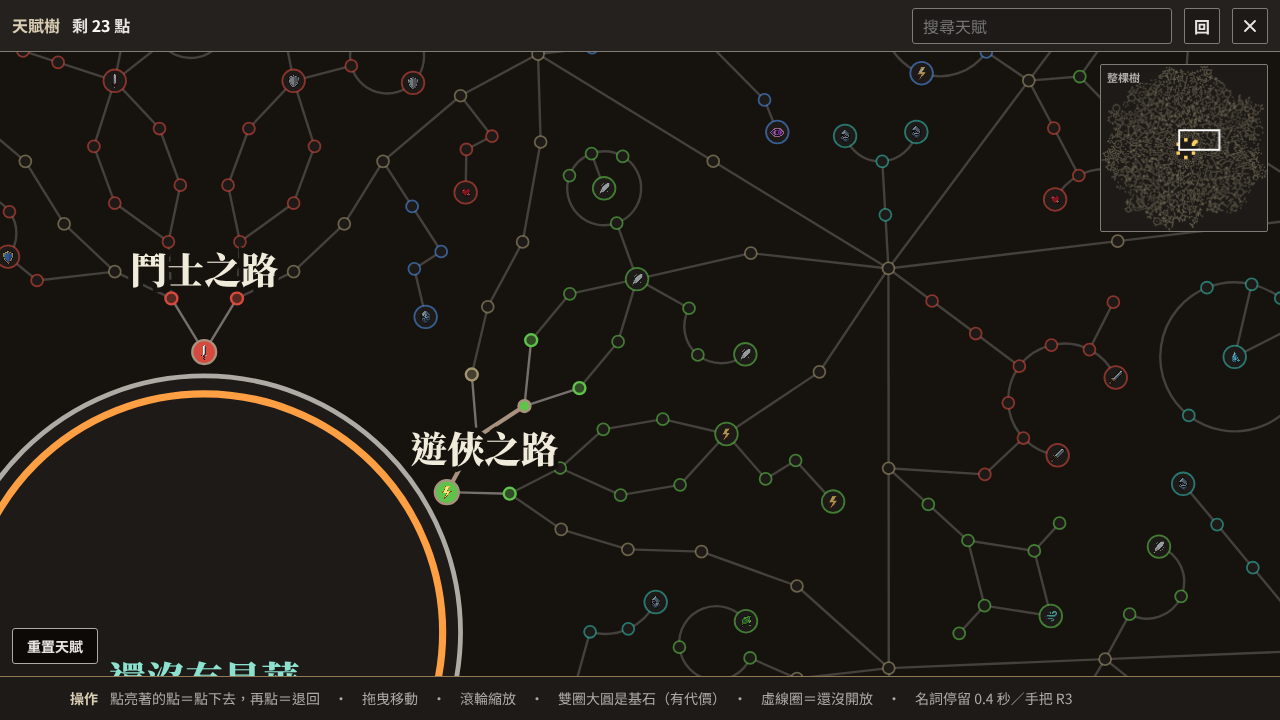 天賦樹 剩 23 點
搜尋天賦
回
整棵樹
鬥士之路
遊俠之路
重置天賦
操作 點亮著的點＝點下去，再點＝退回 • 拖曳移動 • 滾輪縮放 • 雙圈大圓是基石（有代價） • 虛線圈＝還沒開放 • 名詞停留 0.4 秒／手把 R3